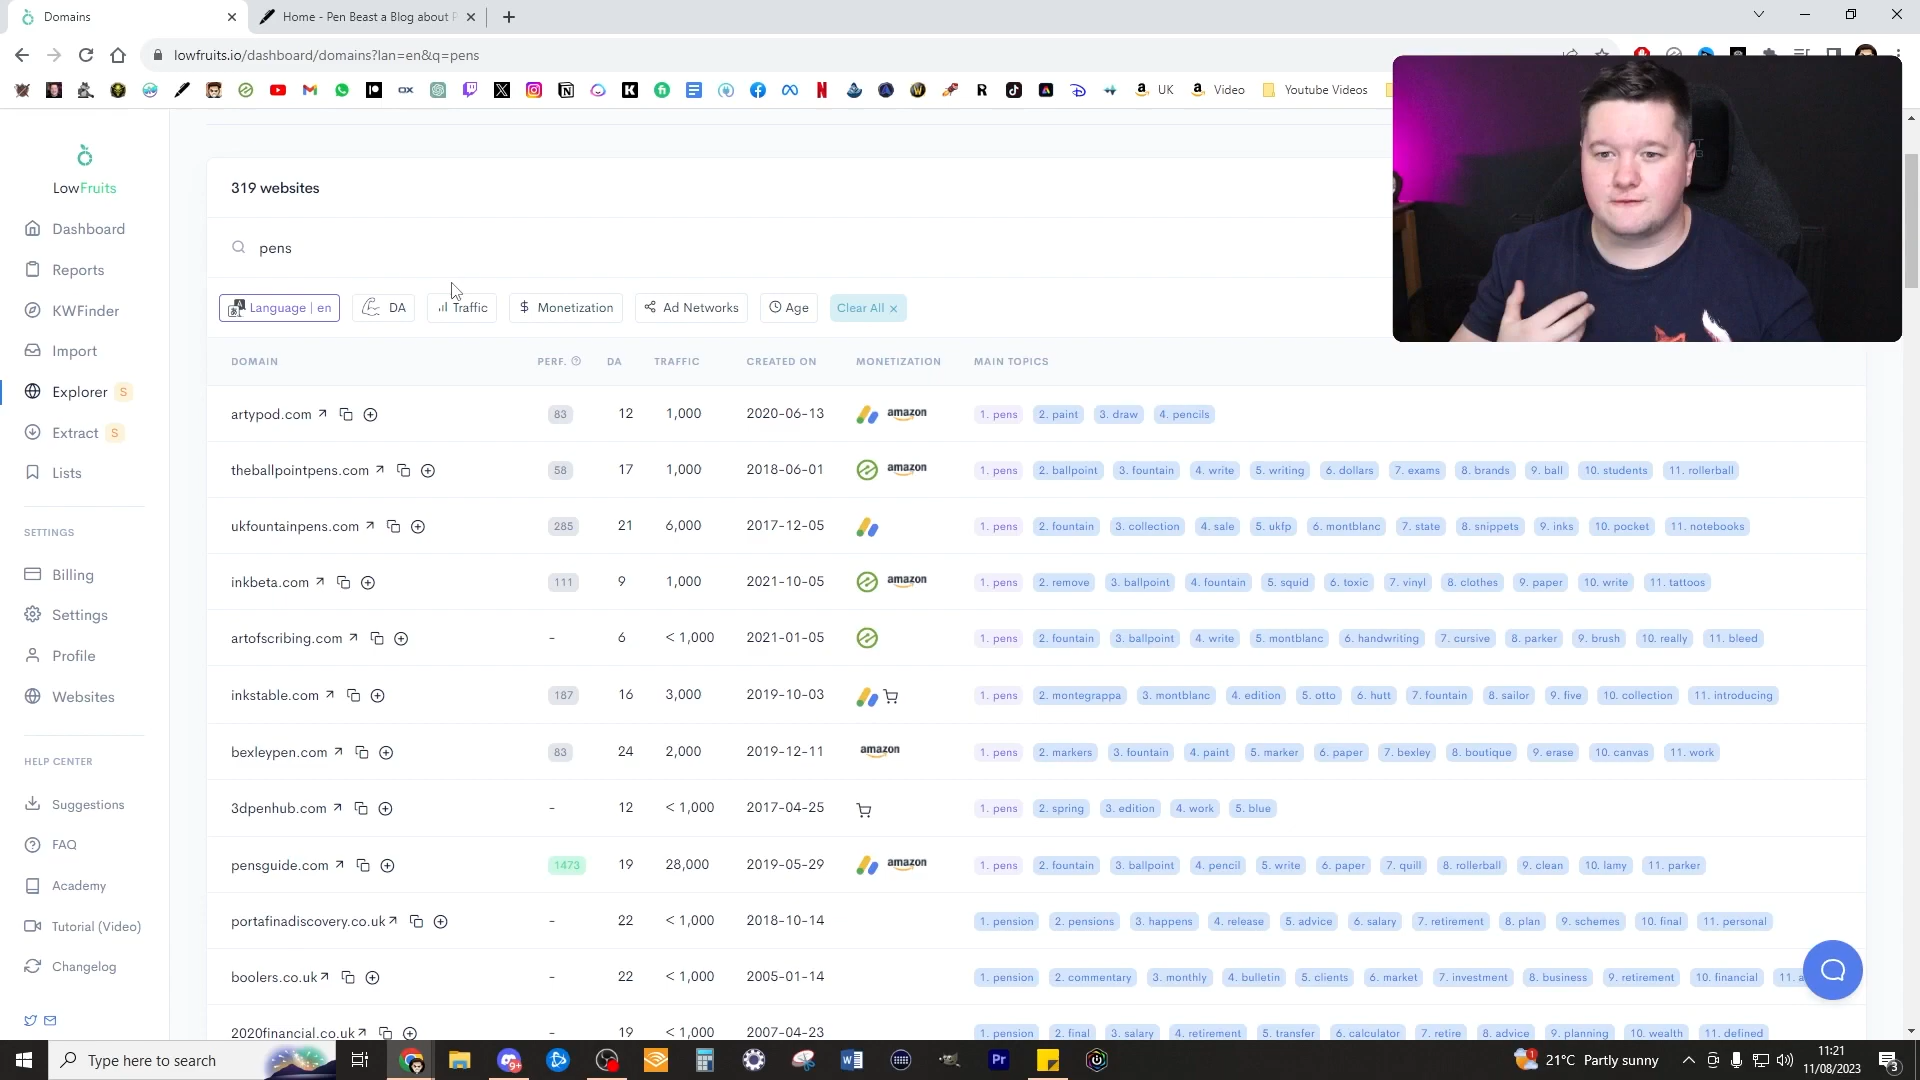 Domains
Home - Pen Beast a Blog about P
lowfruits.io/dashboard/domains?lan=en&q=pens
UK
Video
Youtube Videos
LowFruits
Dashboard
Reports
KWFinder
Import
Explorer S
Extract S
Lists
SETTINGS
Billing
Settings
Profile
Websites
HELP CENTER
Suggestions
FAQ
Academy
Tutorial (Video)
Changelog
319 websites
pens
Language | en DA Traffic Monetization Ad Networks Age Clear All ×
DOMAIN PERF. DA TRAFFIC CREATED ON MONETIZATION MAIN TOPICS
artypod.com 83 12 1,000 2020-06-13 amazon 1. pens 2. paint 3. draw 4. pencils
theballpointpens.com 58 17 1,000 2018-06-01 amazon 1. pens 2. ballpoint 3. fountain 4. write 5. writing 6. dollars 7. exams 8. brands 9. ball 10. students 11. rollerball
ukfountainpens.com 285 21 6,000 2017-12-05 1. pens 2. fountain 3. collection 4. sale 5. ukfp 6. montblanc 7. state 8. snippets 9. inks 10. pocket 11. notebooks
inkbeta.com 111 9 1,000 2021-10-05 amazon 1. pens 2. remove 3. ballpoint 4. fountain 5. squid 6. toxic 7. vinyl 8. clothes 9. paper 10. write 11. tattoos
artofscribing.com - 6 < 1,000 2021-01-05 1. pens 2. fountain 3. ballpoint 4. write 5. montblanc 6. handwriting 7. cursive 8. parker 9. brush 10. really 11. bleed
inkstable.com 187 16 3,000 2019-10-03 1. pens 2. montegrappa 3. montblanc 4. edition 5. otto 6. hutt 7. fountain 8. sailor 9. five 10. collection 11. introducing
bexleypen.com 83 24 2,000 2019-12-11 amazon 1. pens 2. markers 3. fountain 4. paint 5. marker 6. paper 7. bexley 8. boutique 9. erase 10. canvas 11. work
3dpenhub.com - 12 < 1,000 2017-04-25 1. pens 2. spring 3. edition 4. work 5. blue
pensguide.com 1473 19 28,000 2019-05-29 amazon 1. pens 2. fountain 3. ballpoint 4. pencil 5. write 6. paper 7. quill 8. rollerball 9. clean 10. lamy 11. parker
portafinadiscovery.co.uk - 22 < 1,000 2018-10-14 1. pension 2. pensions 3. happens 4. release 5. advice 6. salary 7. retirement 8. plan 9. schemes 10. final 11. personal
boolers.co.uk - 22 < 1,000 2005-01-14 1. pension 2. commentary 3. monthly 4. bulletin 5. clients 6. market 7. investment 8. business 9. retirement 10. financial 11. a
2020financial.co.uk - 19 < 1,000 2007-04-23 1. pension 2. final 3. salary 4. retirement 5. transfer 6. calculator 7. retire 8. advice 9. planning 10. wealth 11. defined
Type here to search
21°C Partly sunny
11:21
11/08/2023
3